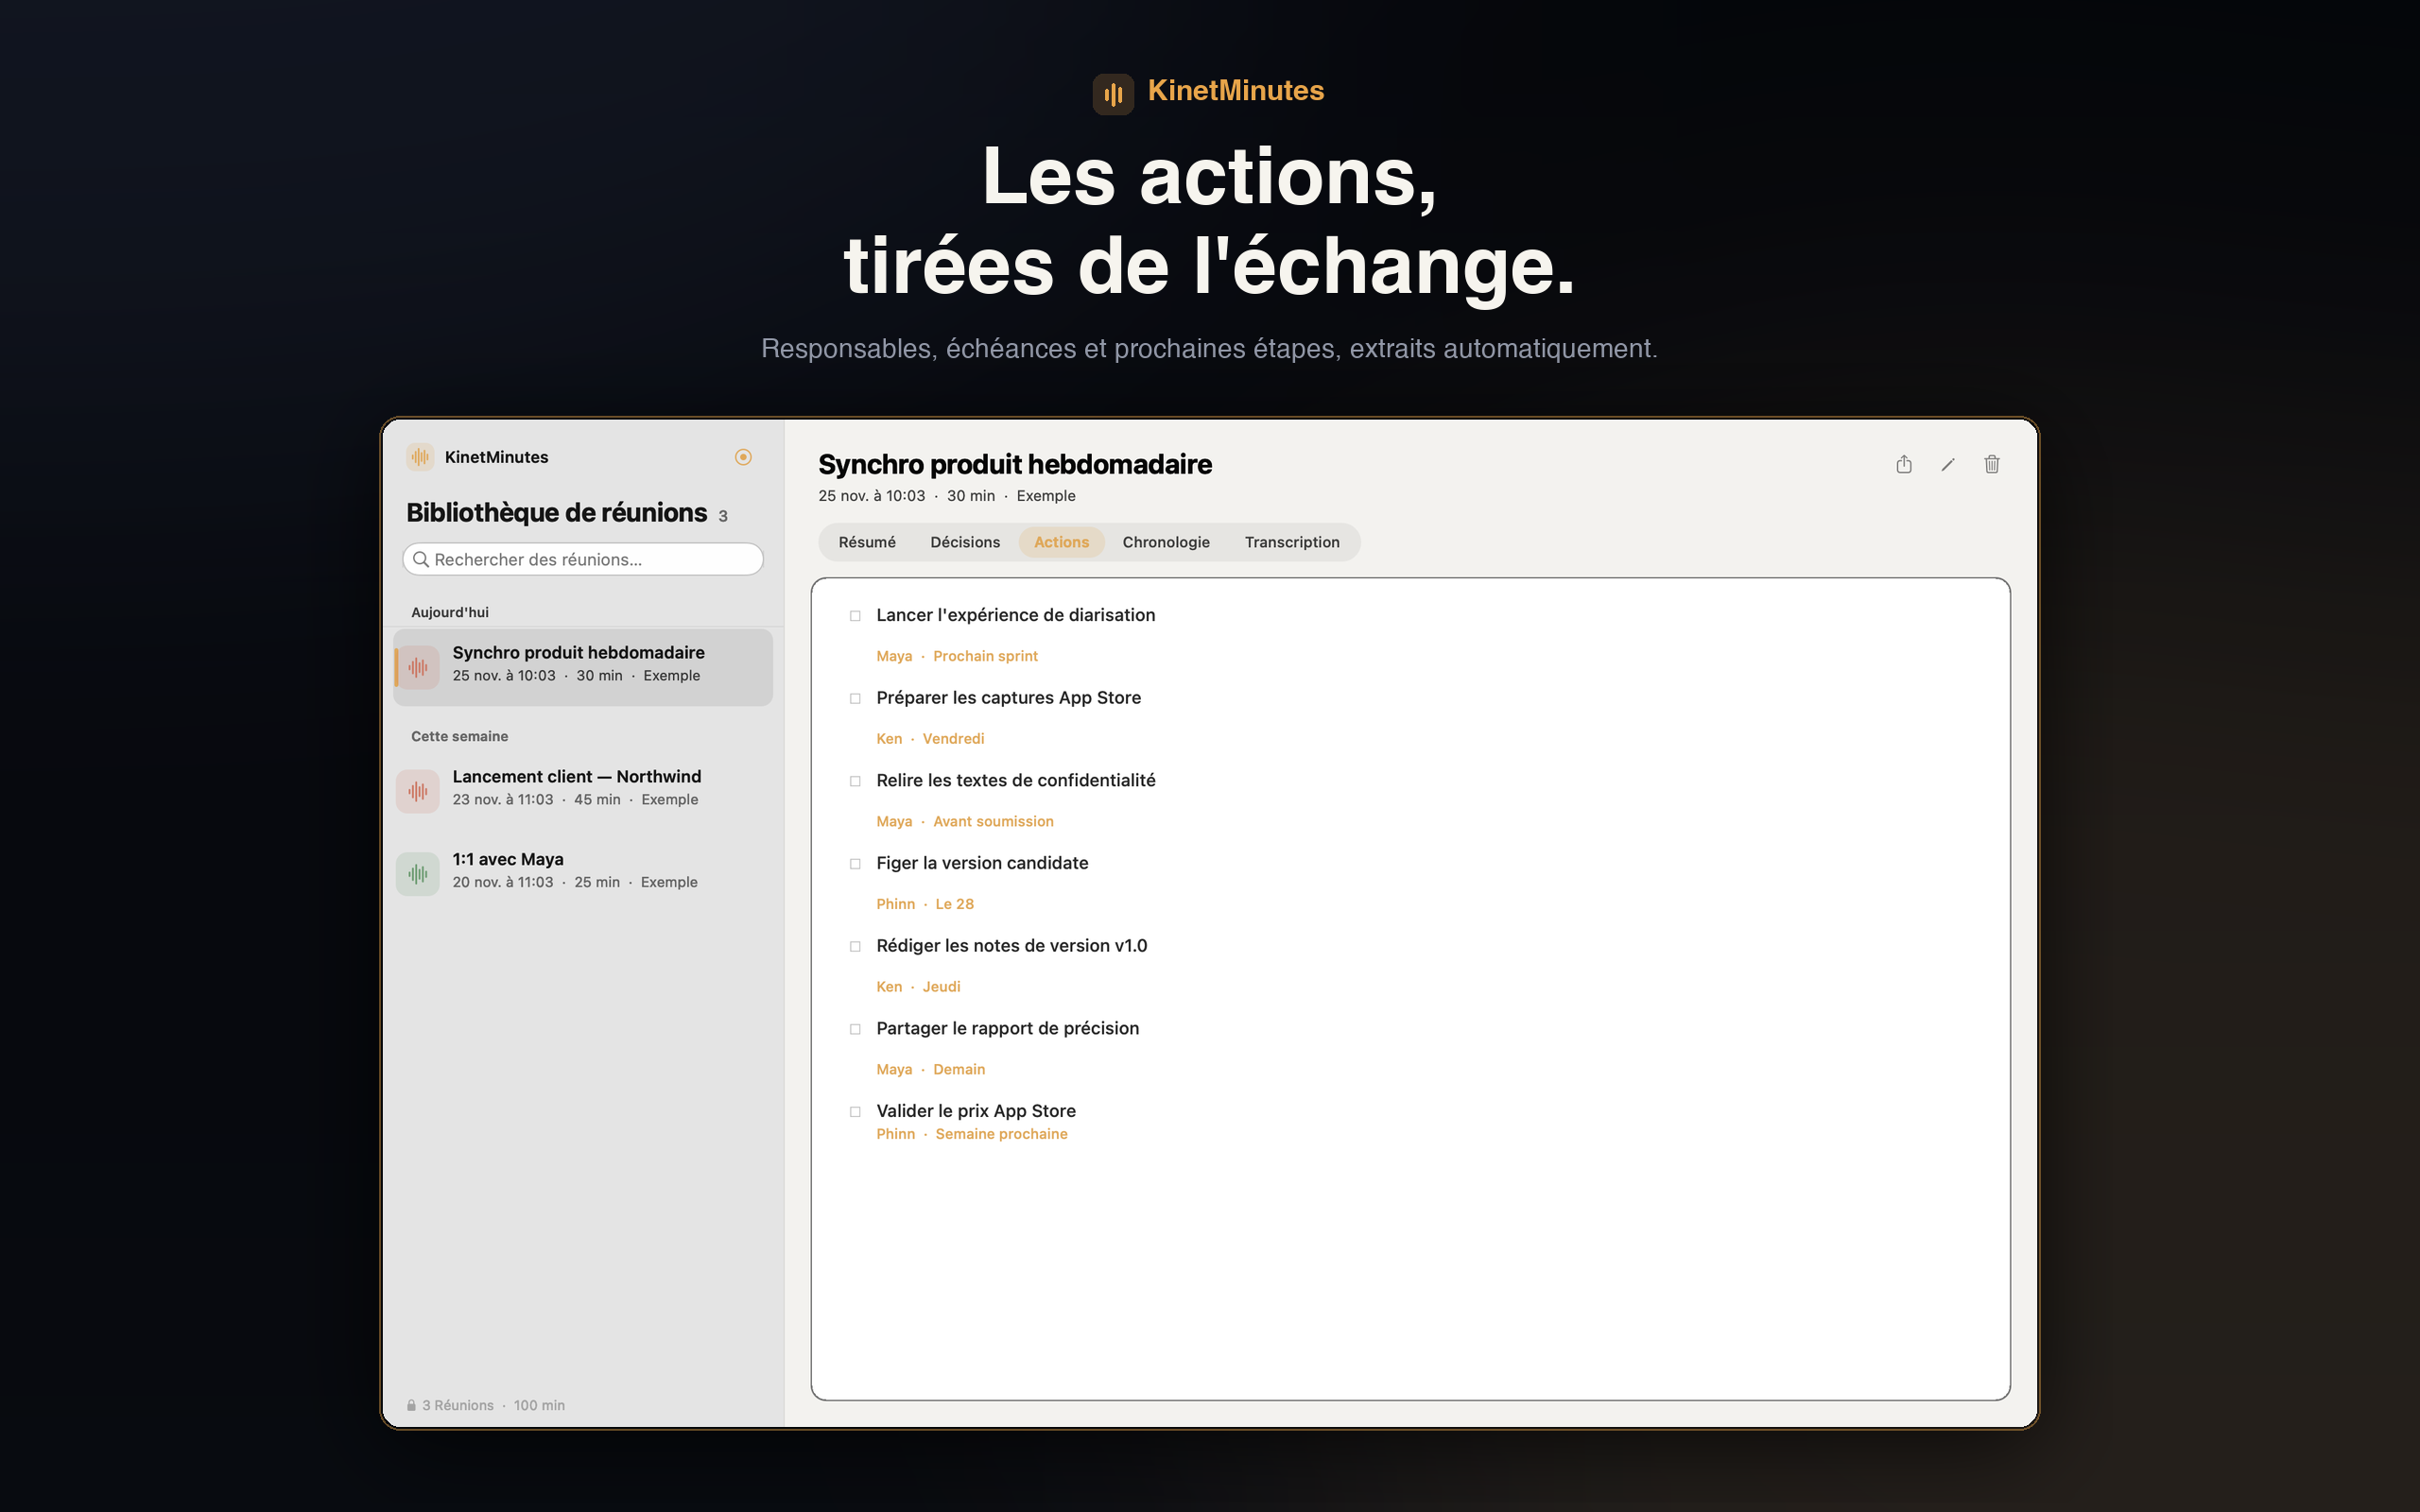 KinetMinutes
Les actions,
tirées de l'échange.
Responsables, échéances et prochaines étapes, extraits automatiquement.
KinetMinutes
Bibliothèque de réunions 3
Rechercher des réunions...
Aujourd'hui
Synchro produit hebdomadaire
25 nov. à 10:03 · 30 min · Exemple
Cette semaine
Lancement client — Northwind
23 nov. à 11:03 · 45 min · Exemple
1:1 avec Maya
20 nov. à 11:03 · 25 min · Exemple
3 Réunions · 100 min
Synchro produit hebdomadaire
25 nov. à 10:03 · 30 min · Exemple
Résumé Décisions Actions Chronologie Transcription
Lancer l'expérience de diarisation
Maya · Prochain sprint
Préparer les captures App Store
Ken · Vendredi
Relire les textes de confidentialité
Maya · Avant soumission
Figer la version candidate
Phinn · Le 28
Rédiger les notes de version v1.0
Ken · Jeudi
Partager le rapport de précision
Maya · Demain
Valider le prix App Store
Phinn · Semaine prochaine